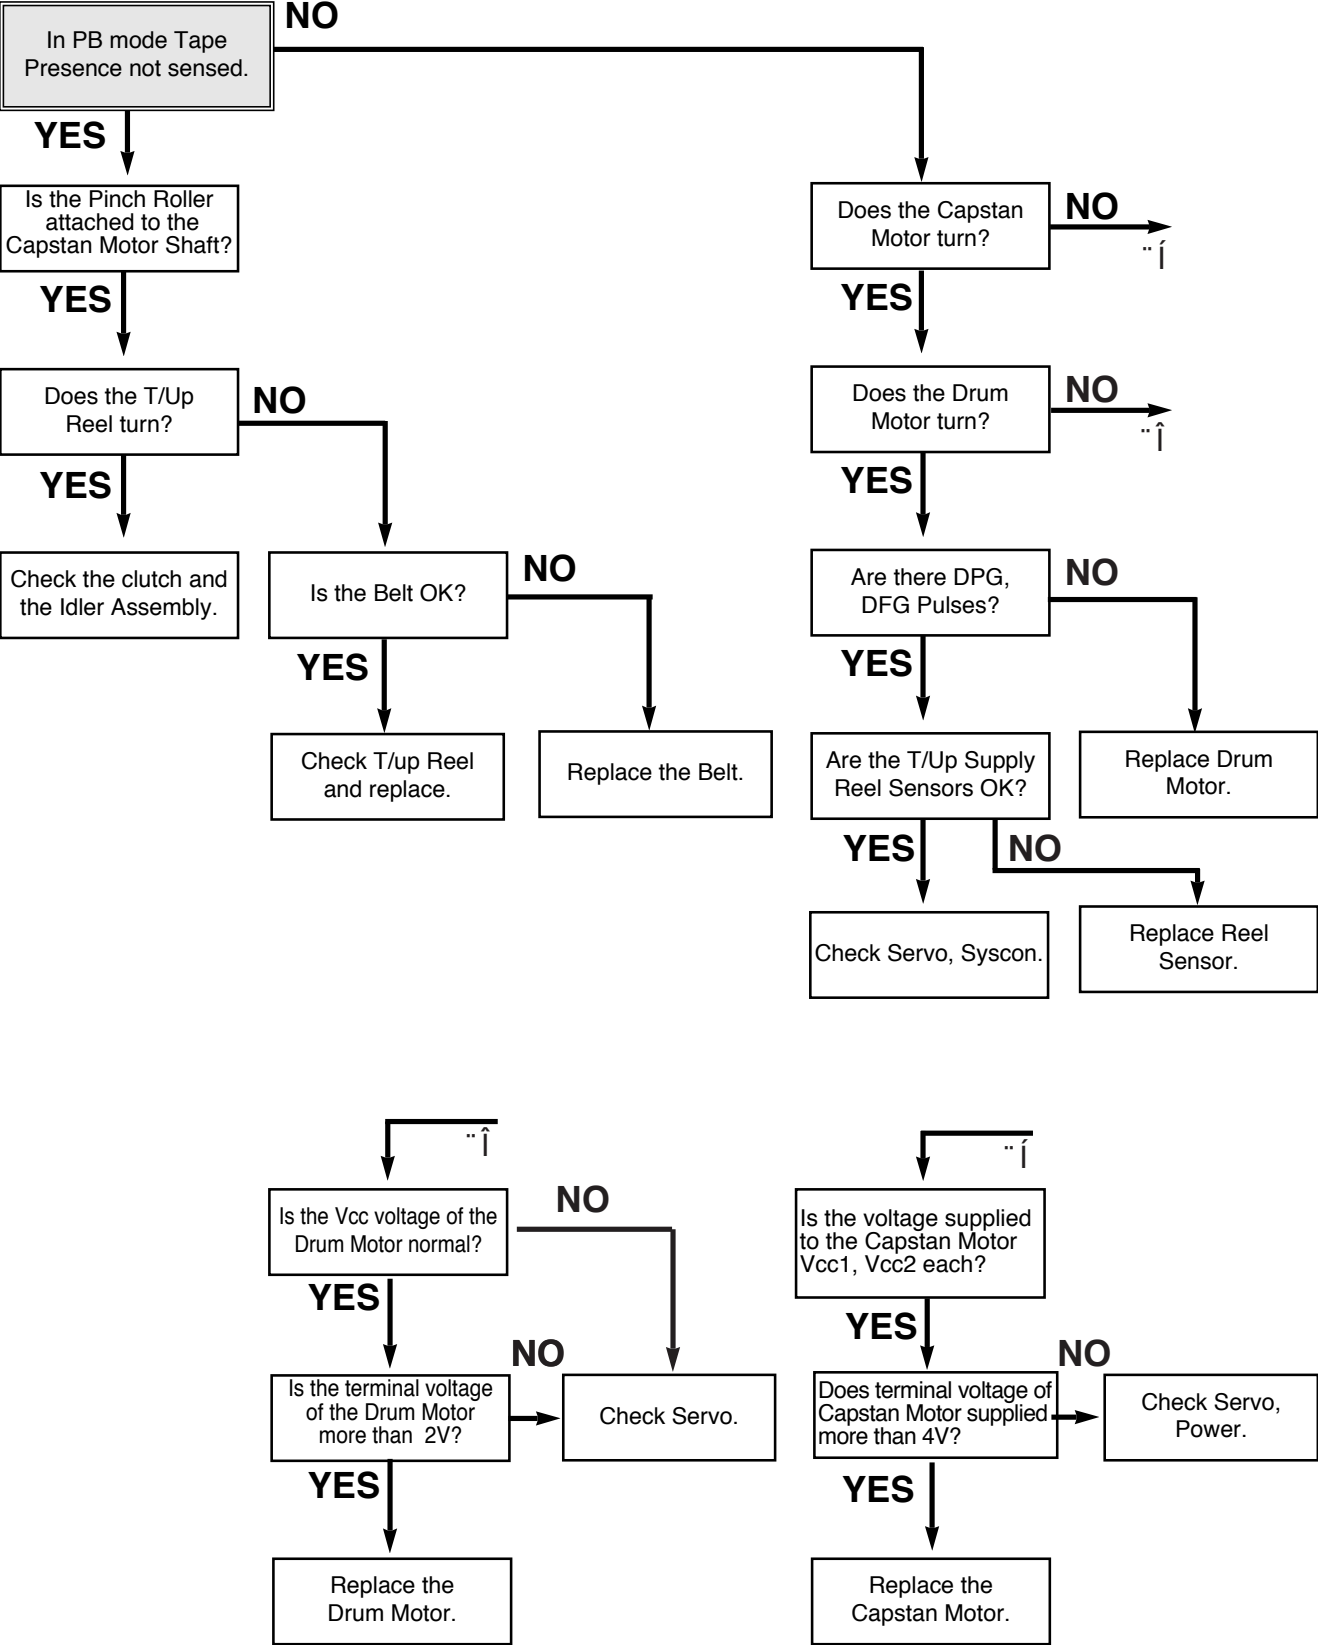 In PB mode Tape
Presence not sensed.
NO
YES
Is the Pinch Roller
attached to the
Capstan Motor Shaft?
YES
Does the T/Up
Reel turn?
NO
YES
Check the clutch and
the Idler Assembly.
Is the Belt OK?
NO
YES
Check T/up Reel
and replace.
Replace the Belt.
Does the Capstan
Motor turn?
NO
¨Í
YES
Does the Drum
Motor turn?
NO
¨Î
YES
Are there DPG,
DFG Pulses?
NO
YES
Are the T/Up Supply
Reel Sensors OK?
Replace Drum
Motor.
YES
NO
Check Servo, Syscon.
Replace Reel
Sensor.
¨Î
Is the Vcc voltage of the
Drum Motor normal?
NO
YES
Is the terminal voltage
of the Drum Motor
more than  2V?
NO
Check Servo.
YES
Replace the
Drum Motor.
¨Í
Is the voltage supplied
to the Capstan Motor
Vcc1, Vcc2 each?
YES
Does terminal voltage of
Capstan Motor supplied
more than 4V?
NO
Check Servo,
Power.
YES
Replace the
Capstan Motor.